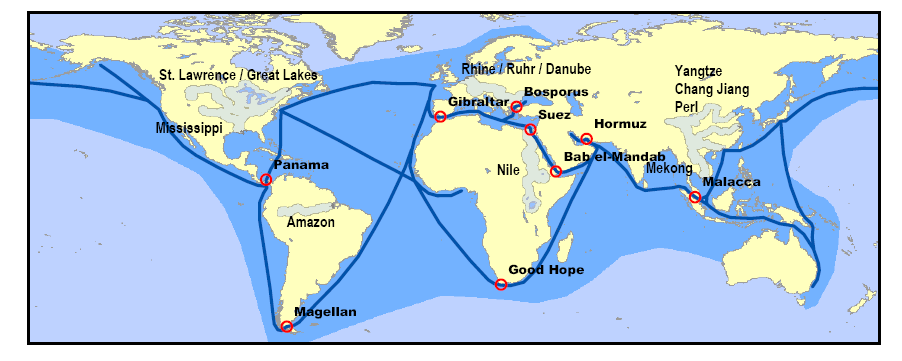 St. Lawrence / Great Lakes
Rhine / Ruhr / Danube
Yangtze
Chang Jiang
Perl
Bosporus
Gibraltar
Suez
Hormuz
Mississippi
Panama
Nile
Bab el-Mandab
Mekong
Malacca
Amazon
Good Hope
Magellan